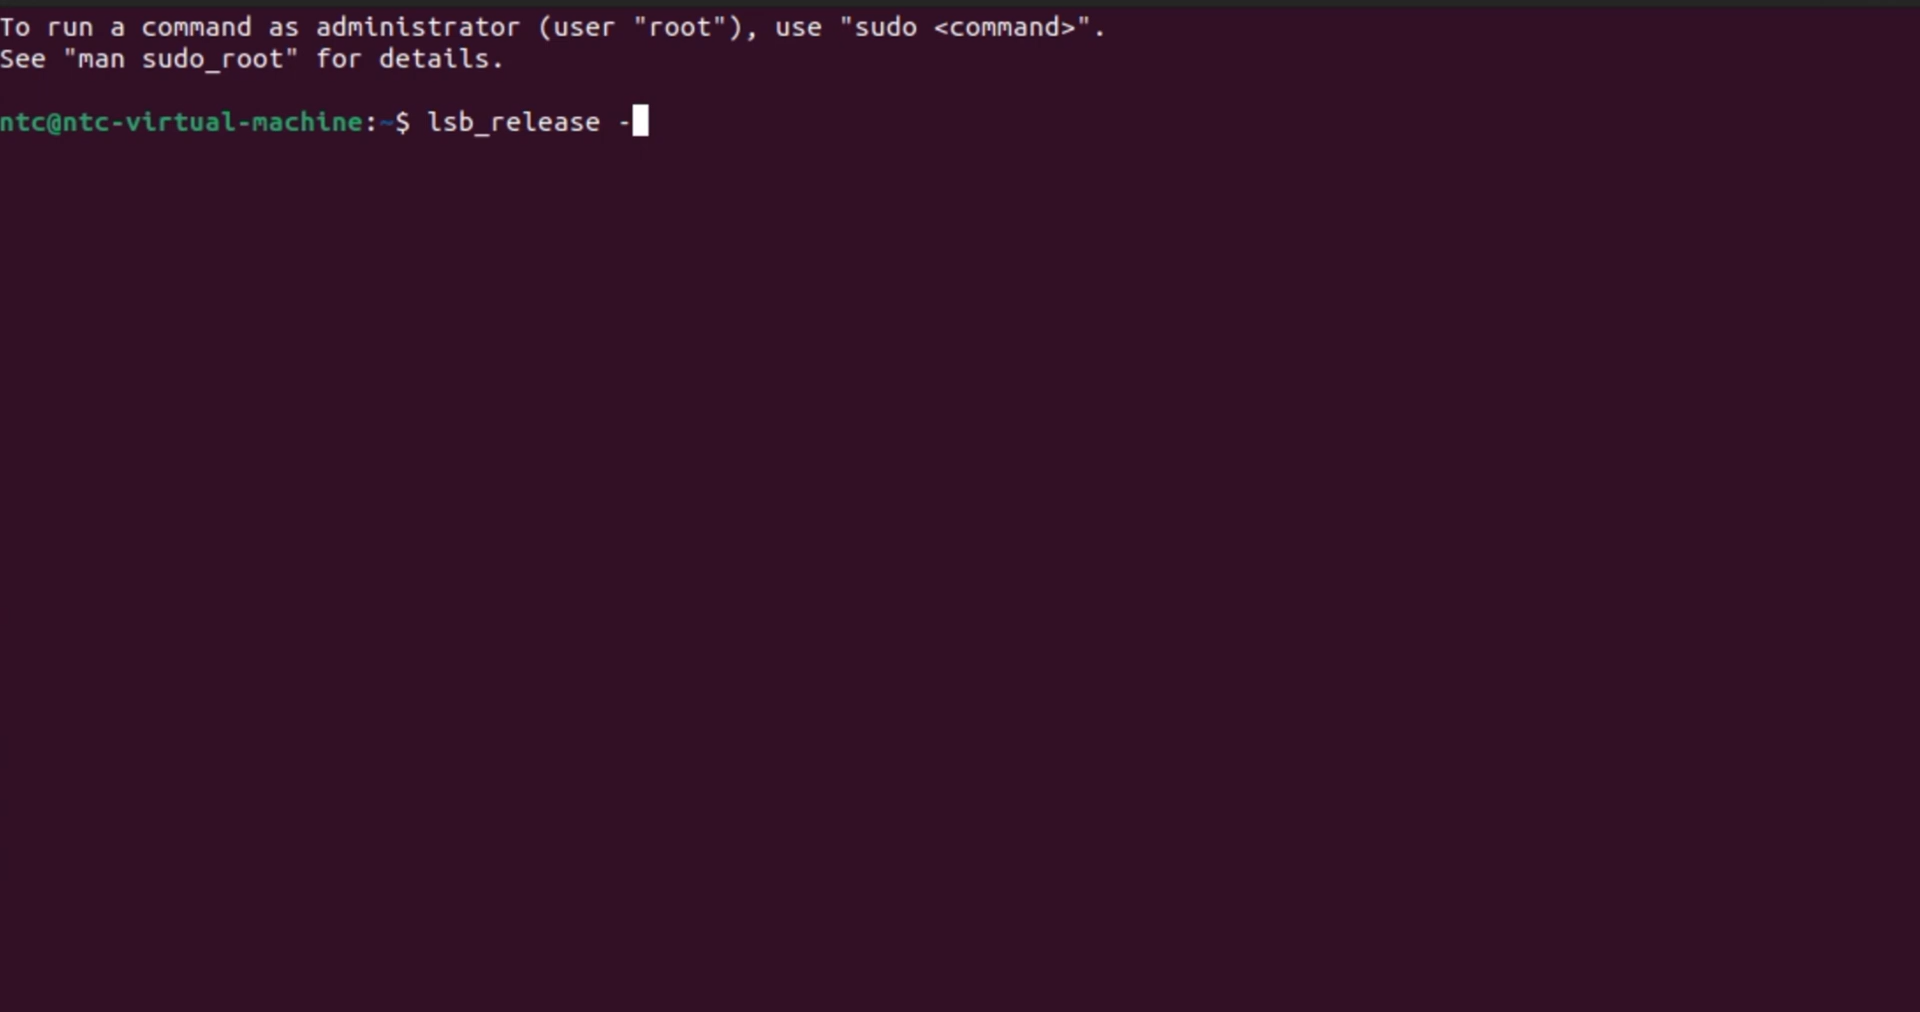 To run a command as administrator (user "root"), use "sudo <command>".
See "man sudo_root" for details.
ntc@ntc-virtual-machine:~$ lsb_release -